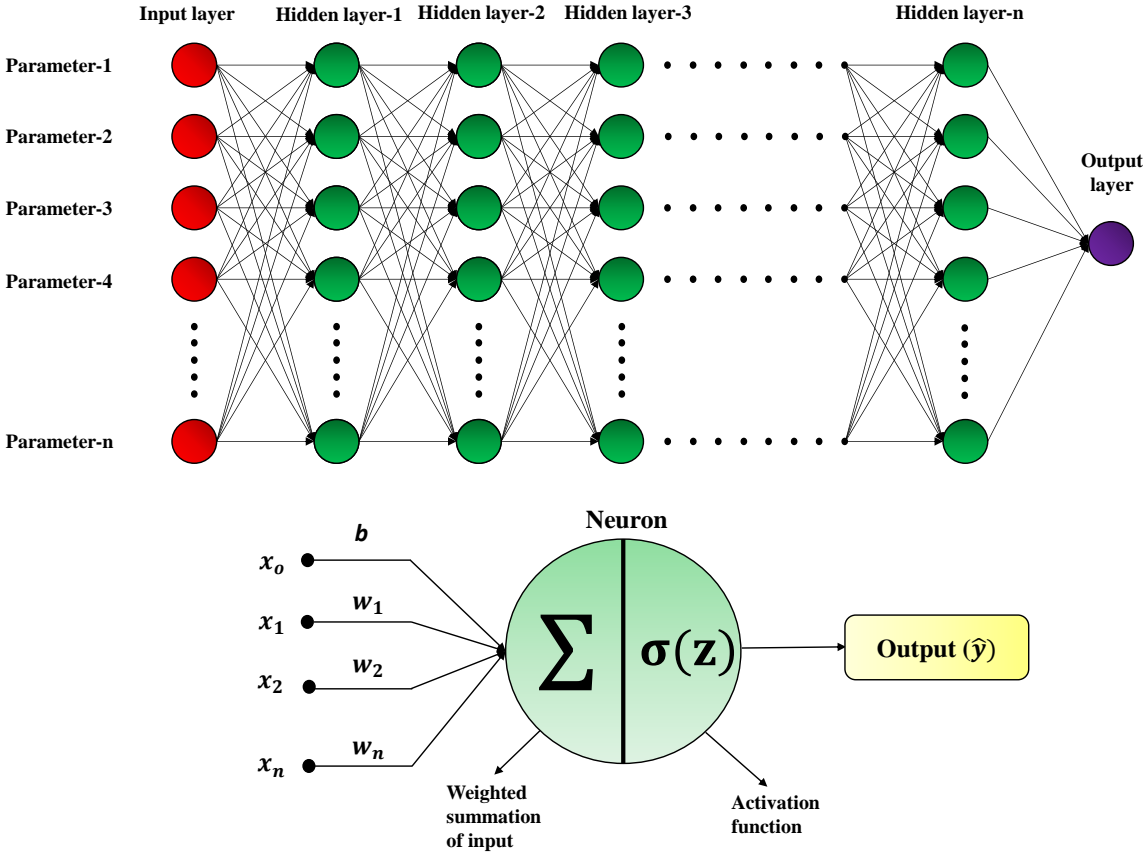 Input layer
Hidden layer-1
Hidden layer-2
Hidden layer-3
Hidden layer-n
Parameter-1
Parameter-2
Parameter-3
Parameter-4
Parameter-n
Output
layer
Neuron
b
xₒ
w₁
x₁
w₂
x₂
wₙ
xₙ
∑
σ(z)
Output (ŷ)
Weighted
summation
of input
Activation
function